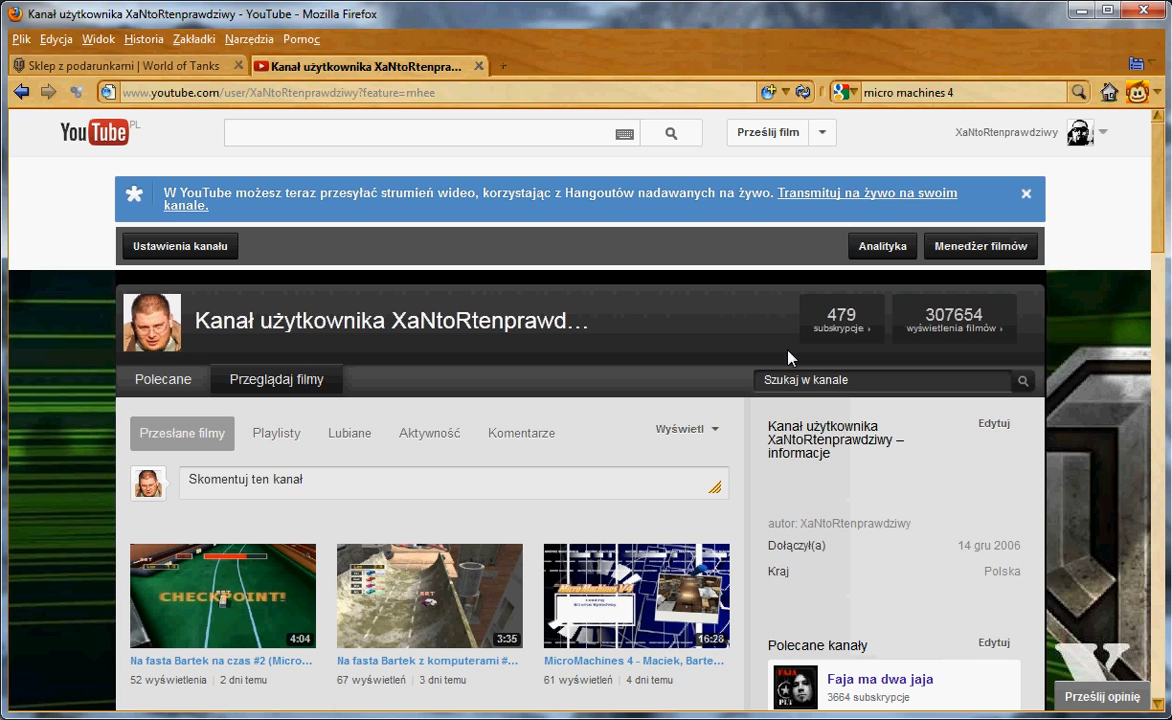 Kanał użytkownika XaNtoRtenprawdziwy - YouTube - Mozilla Firefox
Plik Edycja Widok Historia Zakładki Narzędzia Pomoc
Sklep z podarunkami | World of Tanks
Kanał użytkownika XaNtoRtenpra...
www.youtube.com/user/XaNtoRtenprawdziwy?feature=mhee
micro machines 4
YouTube PL
Prześlij film
XaNtoRtenprawdziwy
W YouTube możesz teraz przesyłać strumień wideo, korzystając z Hangoutów nadawanych na żywo. Transmituj na żywo na swoim
kanale.
Ustawienia kanału
Analityka
Menedżer filmów
Kanał użytkownika XaNtoRtenprawd...
479
subskrypcje ›
307654
wyświetlenia filmów ›
Polecane
Przeglądaj filmy
Szukaj w kanale
Przesłane filmy
Playlisty
Lubiane
Aktywność
Komentarze
Wyświetl
Skomentuj ten kanał
CHECKPOINT!
4:04
3:35
16:28
Na fasta Bartek na czas #2 (Micro...
52 wyświetlenia | 2 dni temu
Na fasta Bartek z komputerami #...
67 wyświetleń | 3 dni temu
MicroMachines 4 - Maciek, Barte...
61 wyświetleń | 4 dni temu
Kanał użytkownika
XaNtoRtenprawdziwy –
informacje
Edytuj
autor: XaNtoRtenprawdziwy
Dołączył(a) 14 gru 2006
Kraj Polska
Polecane kanały
Edytuj
FAJA
Faja ma dwa jaja
3664 subskrypcje
Prześlij opinię